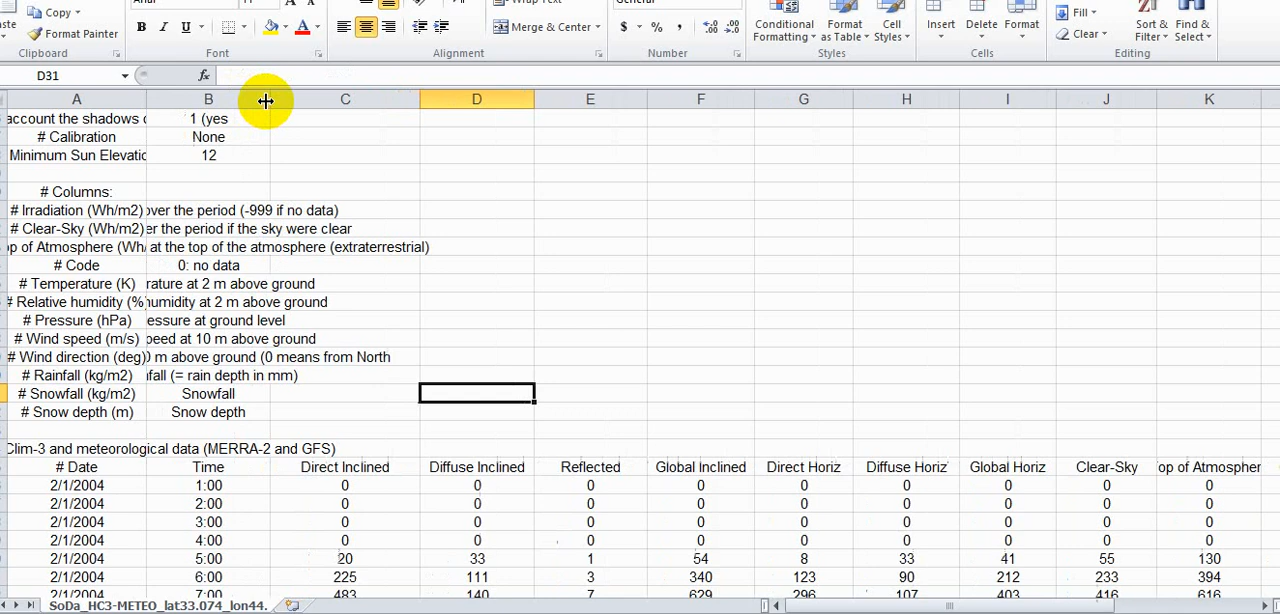 Copy
Format Painter
B I U
Merge & Center
$ % ,
Conditional Formatting
Format as Table
Cell Styles
Insert Delete Format
Fill
Clear
Sort & Filter
Find & Select
Clipboard Font Alignment Number Styles Cells Editing
D31 fx
A B C D E F G H I J K
account the shadows 1 (yes
# Calibration None
Minimum Sun Elevatio 12
# Columns:
# Irradiation (Wh/m2) over the period (-999 if no data)
# Clear-Sky (Wh/m2) er the period if the sky were clear
op of Atmosphere (Wh at the top of the atmosphere (extraterrestrial)
# Code 0: no data
# Temperature (K) rature at 2 m above ground
# Relative humidity (% humidity at 2 m above ground
# Pressure (hPa) essure at ground level
# Wind speed (m/s) peed at 10 m above ground
# Wind direction (deg) 0 m above ground (0 means from North
# Rainfall (kg/m2) nfall (= rain depth in mm)
# Snowfall (kg/m2) Snowfall
# Snow depth (m) Snow depth
Clim-3 and meteorological data (MERRA-2 and GFS)
# Date Time Direct Inclined Diffuse Inclined Reflected Global Inclined Direct Horiz Diffuse Horiz Global Horiz Clear-Sky op of Atmospher
2/1/2004 1:00 0 0 0 0 0 0 0 0 0
2/1/2004 2:00 0 0 0 0 0 0 0 0 0
2/1/2004 3:00 0 0 0 0 0 0 0 0 0
2/1/2004 4:00 0 0 0 0 0 0 0 0 0
2/1/2004 5:00 20 33 1 54 8 33 41 55 130
2/1/2004 6:00 225 111 3 340 123 90 212 233 394
2/1/2004 7:00 483 140 7 629 296 107 403 416 616
SoDa_HC3-METEO_lat33.074_lon44.